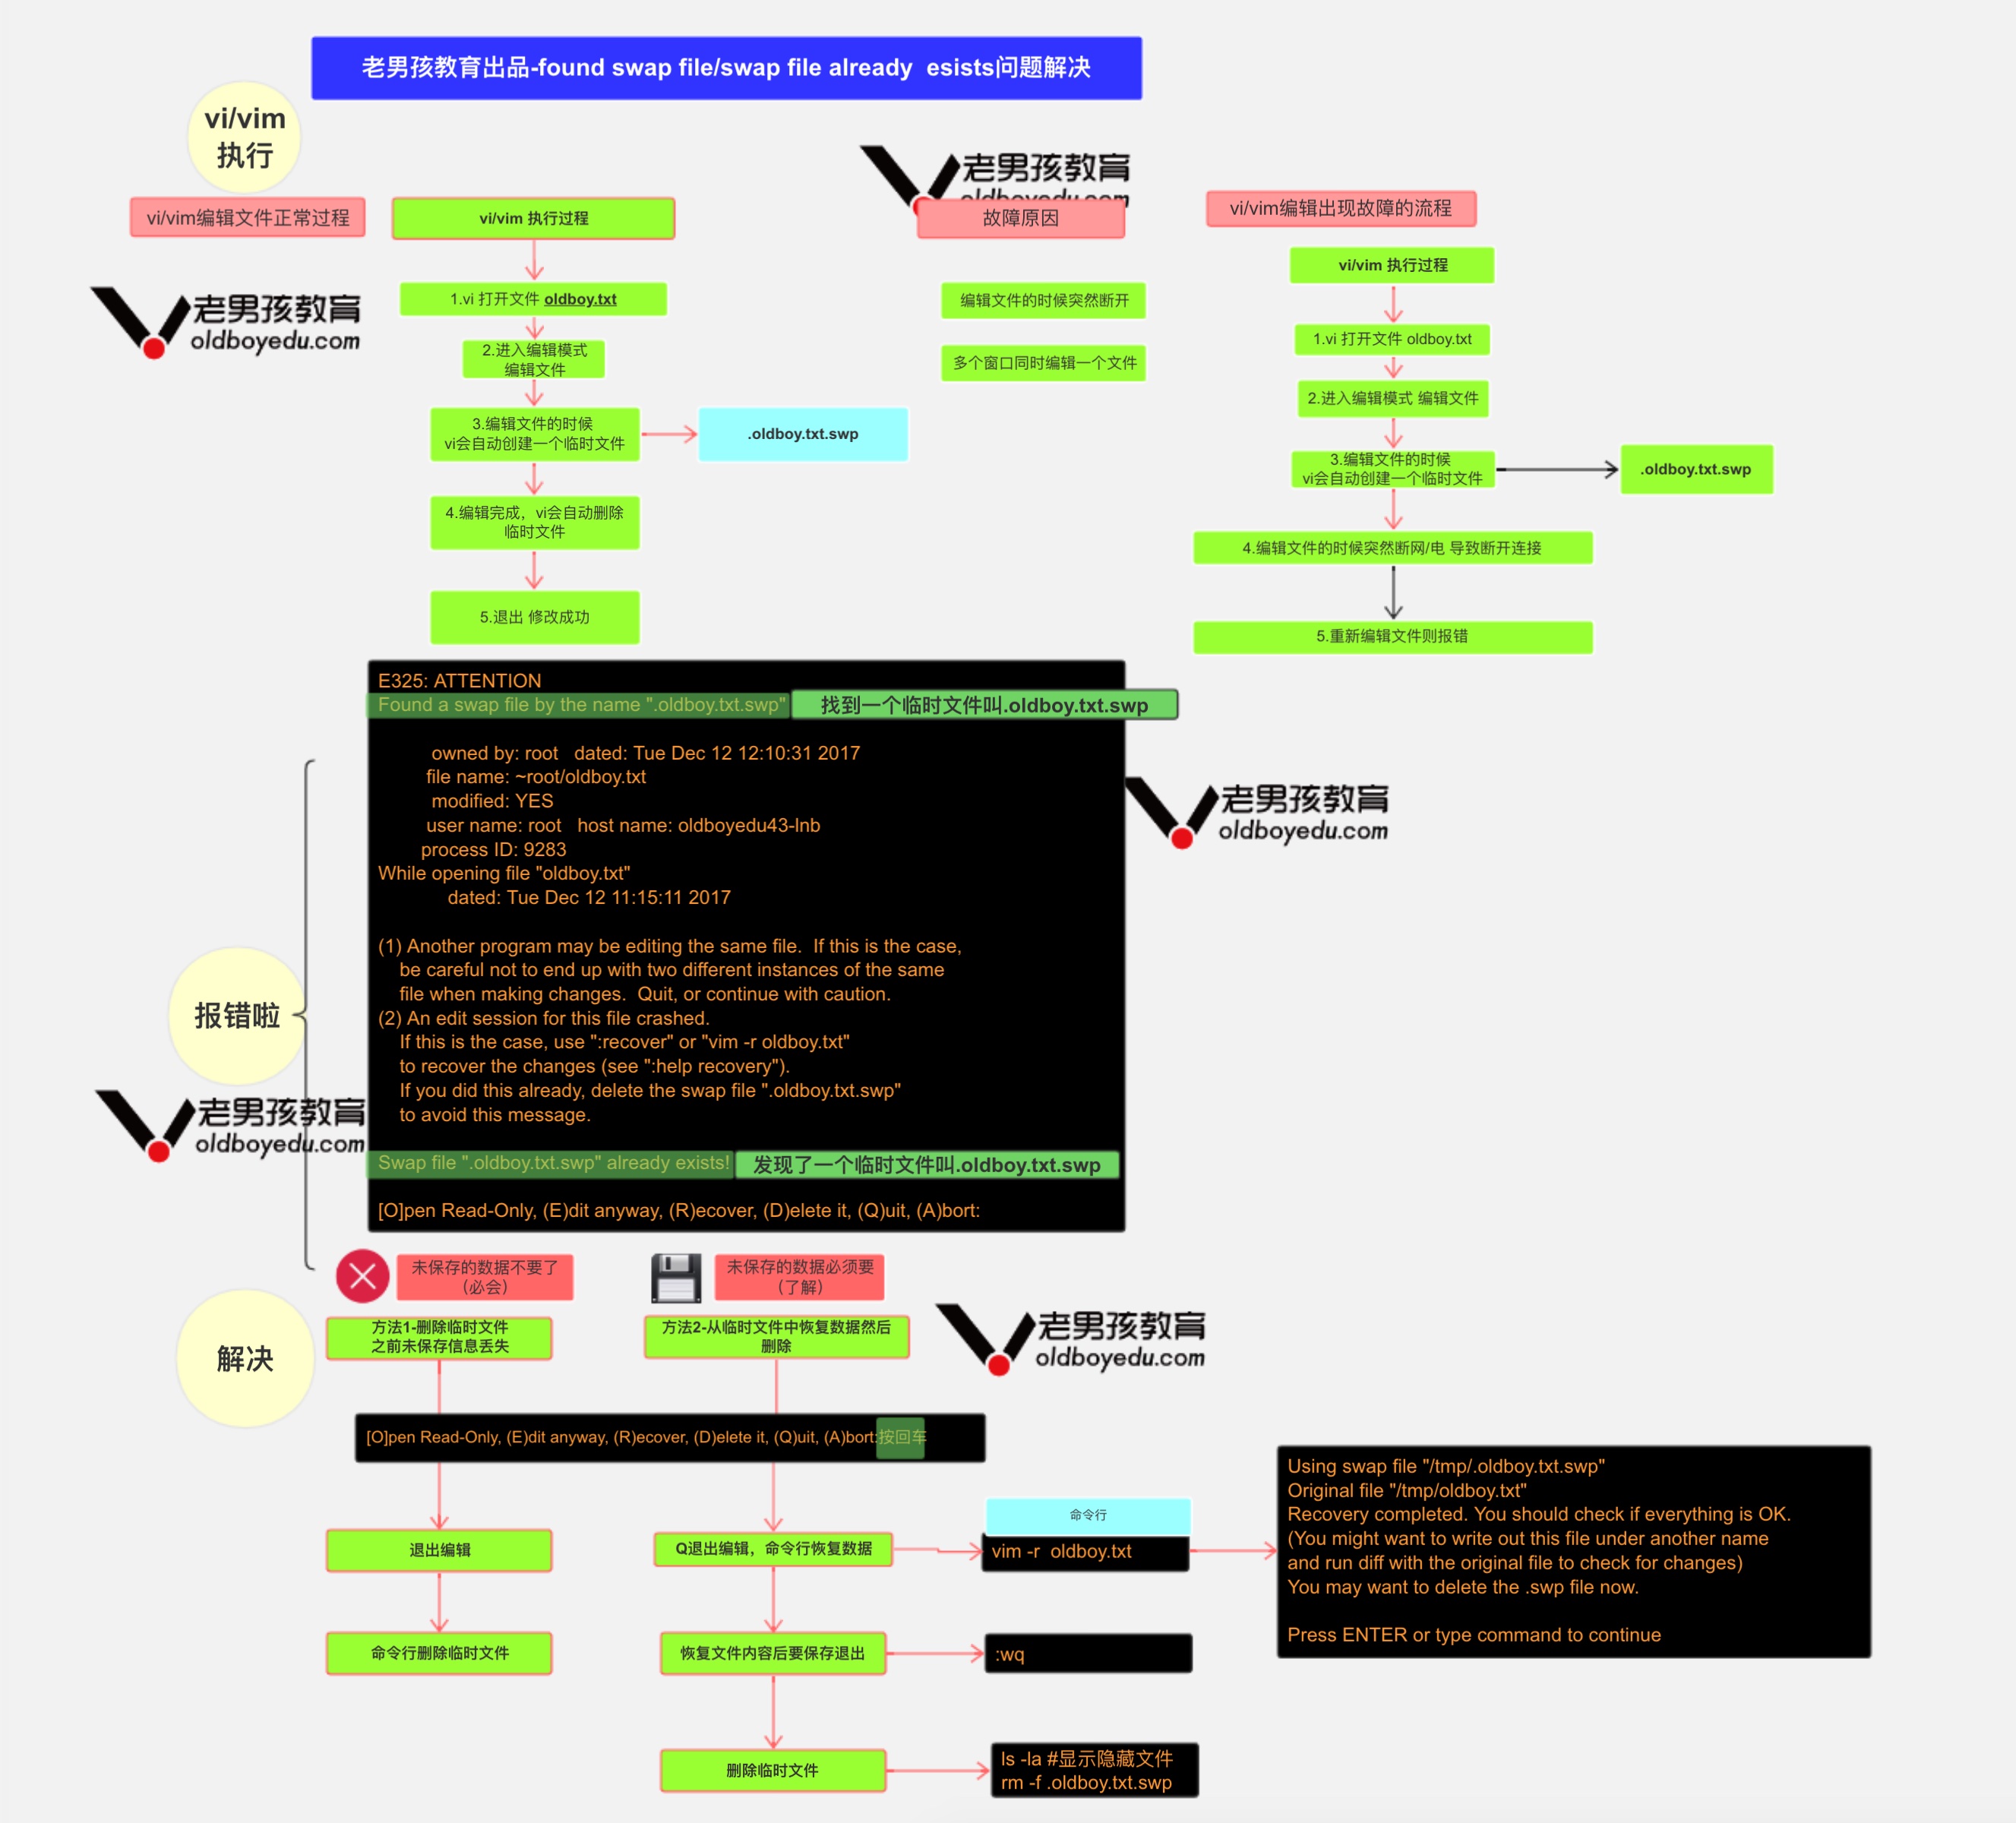 老男孩教育出品-found swap file/swap file already  esists问题解决
vi/vim
执行
老男孩教育
vi/vim编辑文件正常过程
vi/vim 执行过程
1.vi 打开文件 oldboy.txt
2.进入编辑模式
编辑文件
3.编辑文件的时候
vi会自动创建一个临时文件
.oldboy.txt.swp
4.编辑完成，vi会自动删除
临时文件
5.退出 修改成功
老男孩教育
oldboyedu.com
故障原因
编辑文件的时候突然断开
多个窗口同时编辑一个文件
vi/vim编辑出现故障的流程
vi/vim 执行过程
1.vi 打开文件 oldboy.txt
2.进入编辑模式 编辑文件
3.编辑文件的时候
vi会自动创建一个临时文件
.oldboy.txt.swp
4.编辑文件的时候突然断网/电 导致断开连接
5.重新编辑文件则报错
报错啦
E325: ATTENTION
Found a swap file by the name ".oldboy.txt.swp"
找到一个临时文件叫.oldboy.txt.swp
owned by: root   dated: Tue Dec 12 12:10:31 2017
file name: ~root/oldboy.txt
modified: YES
user name: root   host name: oldboyedu43-lnb
process ID: 9283
While opening file "oldboy.txt"
dated: Tue Dec 12 11:15:11 2017
(1) Another program may be editing the same file.  If this is the case,
be careful not to end up with two different instances of the same
file when making changes.  Quit, or continue with caution.
(2) An edit session for this file crashed.
If this is the case, use ":recover" or "vim -r oldboy.txt"
to recover the changes (see ":help recovery").
If you did this already, delete the swap file ".oldboy.txt.swp"
to avoid this message.
Swap file ".oldboy.txt.swp" already exists!
发现了一个临时文件叫.oldboy.txt.swp
[O]pen Read-Only, (E)dit anyway, (R)ecover, (D)elete it, (Q)uit, (A)bort:
老男孩教育
oldboyedu.com
老男孩教育
oldboyedu.com
解决
未保存的数据不要了
（必会）
未保存的数据必须要
（了解）
方法1-删除临时文件
之前未保存信息丢失
方法2-从临时文件中恢复数据然后
删除
老男孩教育
oldboyedu.com
[O]pen Read-Only, (E)dit anyway, (R)ecover, (D)elete it, (Q)uit, (A)bort:按回车
退出编辑
命令行删除临时文件
Q退出编辑，命令行恢复数据
命令行
vim -r  oldboy.txt
Using swap file "/tmp/.oldboy.txt.swp"
Original file "/tmp/oldboy.txt"
Recovery completed. You should check if everything is OK.
(You might want to write out this file under another name
and run diff with the original file to check for changes)
You may want to delete the .swp file now.
Press ENTER or type command to continue
恢复文件内容后要保存退出
:wq
删除临时文件
ls -la #显示隐藏文件
rm -f .oldboy.txt.swp